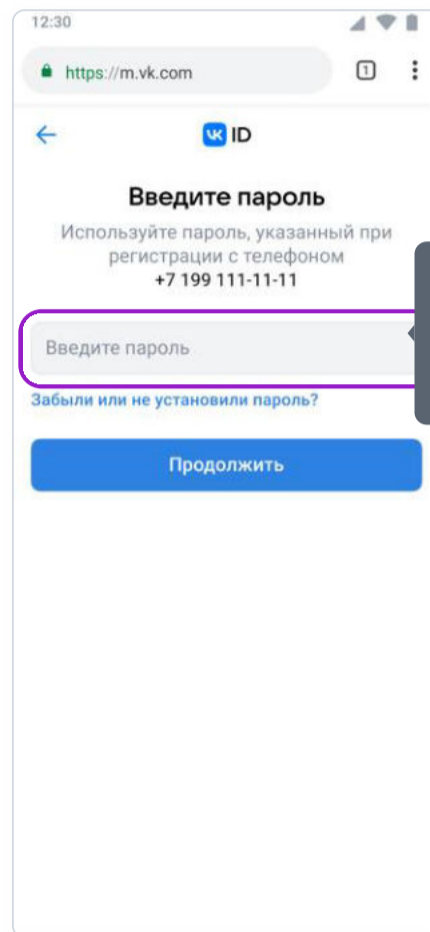 12:30
https://m.vk.com
1
VK ID
Введите пароль
Используйте пароль, указанный при
регистрации с телефоном
+7 199 111-11-11
Введите пароль
Забыли или не установили пароль?
Продолжить